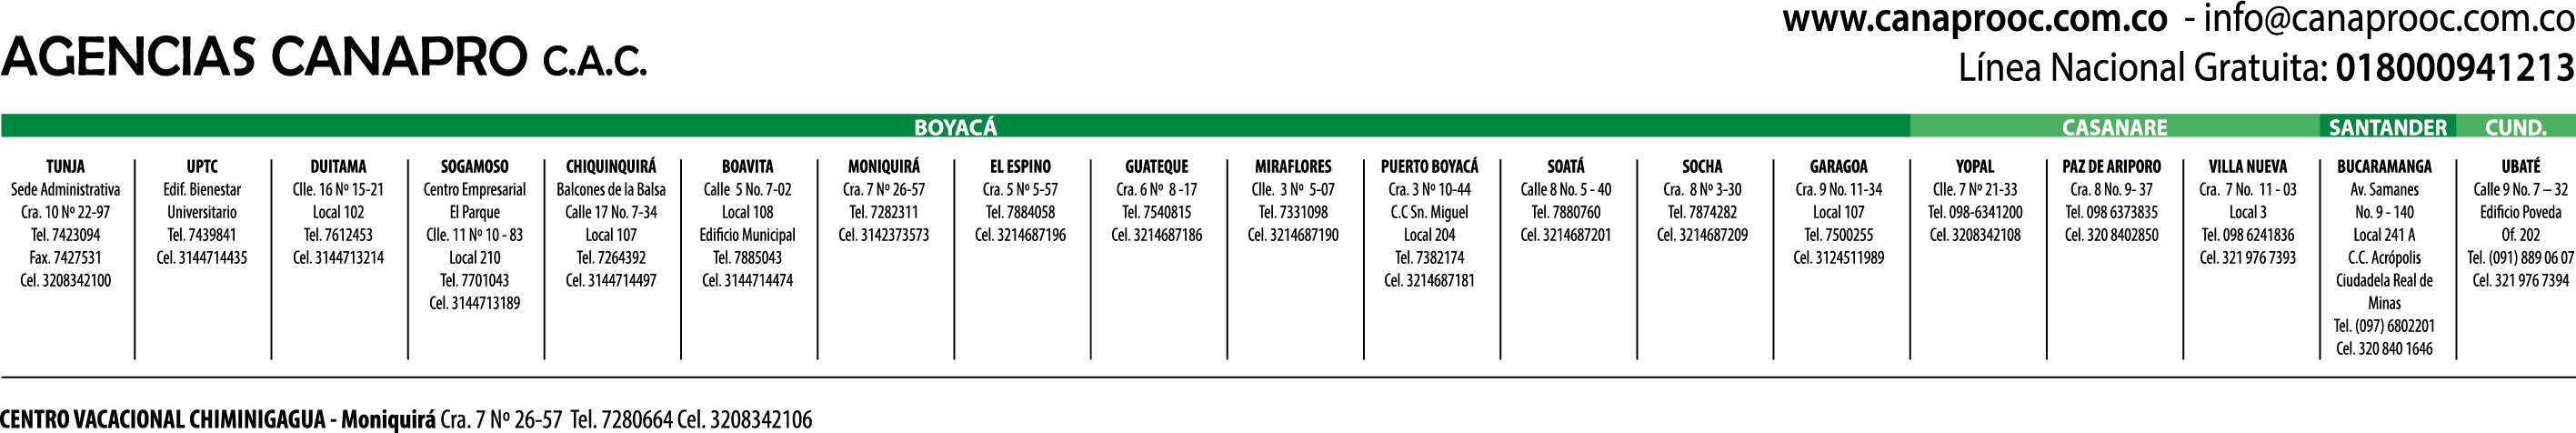 AGENCIAS CANAPRO C.A.C.
www.canaprooc.com.co - info@canaprooc.com.co
Línea Nacional Gratuita: 018000941213
BOYACÁ
TUNJA
Sede Administrativa
Cra. 10 Nº 22-97
Tel. 7423094
Fax. 7427531
Cel. 3208342100
UPTC
Edif. Bienestar
Universitario
Tel. 7439841
Cel. 3144714435
DUITAMA
Clle. 16 Nº 15-21
Local 102
Tel. 7612453
Cel. 3144713214
SOGAMOSO
Centro Empresarial
El Parque
Clle. 11 Nº 10 - 83
Local 210
Tel. 7701043
Cel. 3144713189
CHIQUINQUIRÁ
Balcones de la Balsa
Calle 17 No. 7-34
Local 107
Tel. 7264392
Cel. 3144714497
BOAVITA
Calle 5 No. 7-02
Local 108
Edificio Municipal
Tel. 7885043
Cel. 3144714474
MONIQUIRÁ
Cra. 7 Nº 26-57
Tel. 7282311
Cel. 3142373573
EL ESPINO
Cra. 5 Nº 5-57
Tel. 7884058
Cel. 3214687196
GUATEQUE
Cra. 6 Nº 8 -17
Tel. 7540815
Cel. 3214687186
MIRAFLORES
Clle. 3 Nº 5-07
Tel. 7331098
Cel. 3214687190
PUERTO BOYACÁ
Cra. 3 Nº 10-44
C.C Sn. Miguel
Local 204
Tel. 7382174
Cel. 3214687181
SOATÁ
Calle 8 No. 5 - 40
Tel. 7880760
Cel. 3214687201
SOCHA
Cra. 8 Nº 3-30
Tel. 7874282
Cel. 3214687209
GARAGOA
Cra. 9 No. 11-34
Local 107
Tel. 7500255
Cel. 3124511989
CASANARE
YOPAL
Clle. 7 Nº 21-33
Tel. 098-6341200
Cel. 3208342108
PAZ DE ARIPORO
Cra. 8 No. 9- 37
Tel. 098 6373835
Cel. 320 8402850
VILLA NUEVA
Cra. 7 No. 11 - 03
Local 3
Tel. 098 6241836
Cel. 321 976 7393
SANTANDER
BUCARAMANGA
Av. Samanes
No. 9 - 140
Local 241 A
C.C. Acrópolis
Ciudadela Real de
Minas
Tel. (097) 6802201
Cel. 320 840 1646
CUND.
UBATÉ
Calle 9 No. 7 – 32
Edificio Poveda
Of. 202
Tel. (091) 889 06 07
Cel. 321 976 7394
CENTRO VACACIONAL CHIMINIGAGUA - Moniquirá Cra. 7 Nº 26-57 Tel. 7280664 Cel. 3208342106